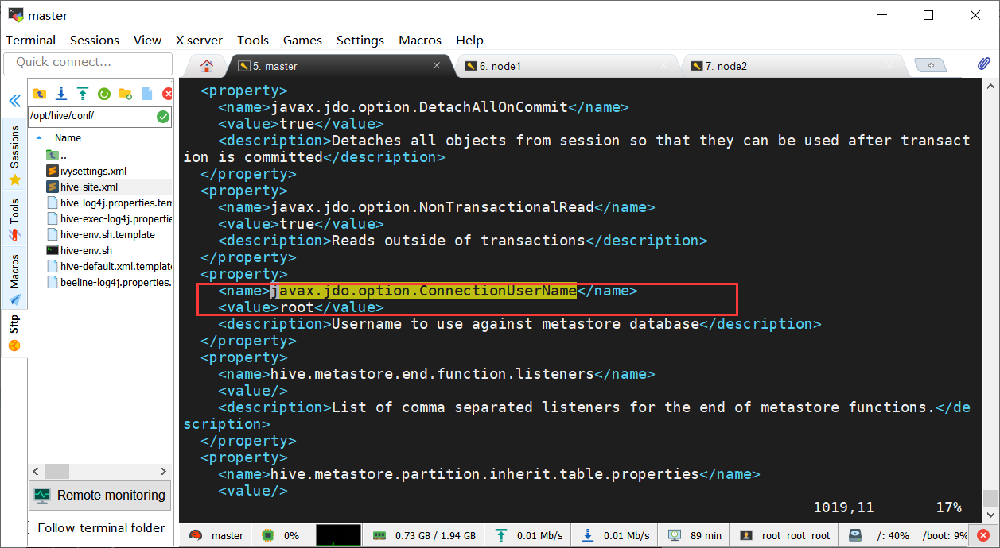 master
Terminal Sessions View X server Tools Games Settings Macros Help
Quick connect...
5. master
6. node1
7. node2
/opt/hive/conf/
Name
..
ivysettings.xml
hive-site.xml
hive-log4j.properties.tem
hive-exec-log4j.propertie
hive-env.sh.template
hive-env.sh
hive-default.xml.template
beeline-log4j.properties.
Sessions
Tools
Macros
Sftp
Remote monitoring
Follow terminal folder
<property>
<name>javax.jdo.option.DetachAllOnCommit</name>
<value>true</value>
<description>Detaches all objects from session so that they can be used after transact
ion is committed</description>
</property>
<property>
<name>javax.jdo.option.NonTransactionalRead</name>
<value>true</value>
<description>Reads outside of transactions</description>
</property>
<property>
<name>javax.jdo.option.ConnectionUserName</name>
<value>root</value>
<description>Username to use against metastore database</description>
</property>
<property>
<name>hive.metastore.end.function.listeners</name>
<value/>
<description>List of comma separated listeners for the end of metastore functions.</de
scription>
</property>
<property>
<name>hive.metastore.partition.inherit.table.properties</name>
<value/>
1019,11 17%
master 0% 0.73 GB / 1.94 GB 0.01 Mb/s 0.01 Mb/s 89 min root root root /: 40% /boot: 9%